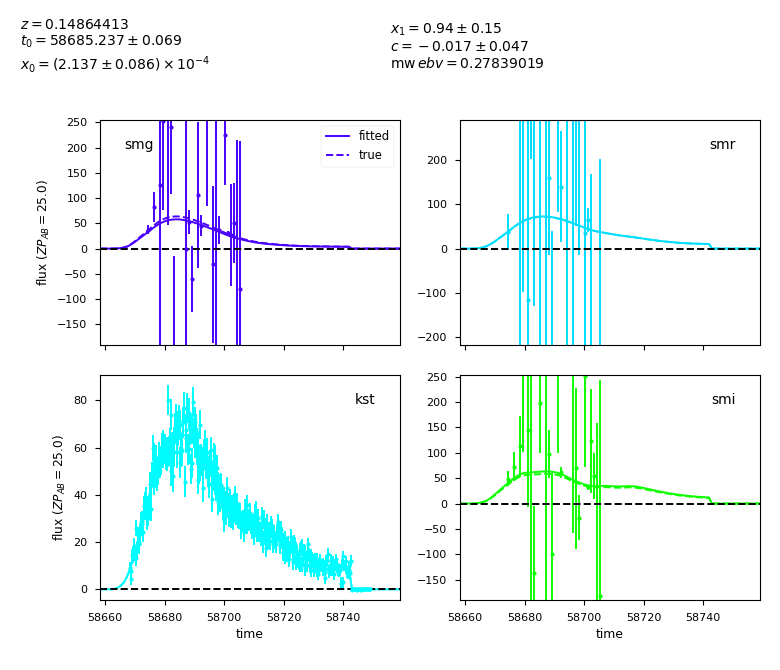 z = 0.14864413
t0 = 58685.237 ± 0.069
x0 = (2.137 ± 0.086) × 10^−4
x1 = 0.94 ± 0.15
c = −0.017 ± 0.047
mw ebv = 0.27839019
250
200
150
100
50
0
−50
−100
−150
flux (ZP_AB = 25.0)
smg
fitted
true
200
100
0
−100
−200
smr
80
60
40
20
0
flux (ZP_AB = 25.0)
kst
58660 58680 58700 58720 58740
time
250
200
150
100
50
0
−50
−100
−150
smi
58660 58680 58700 58720 58740
time